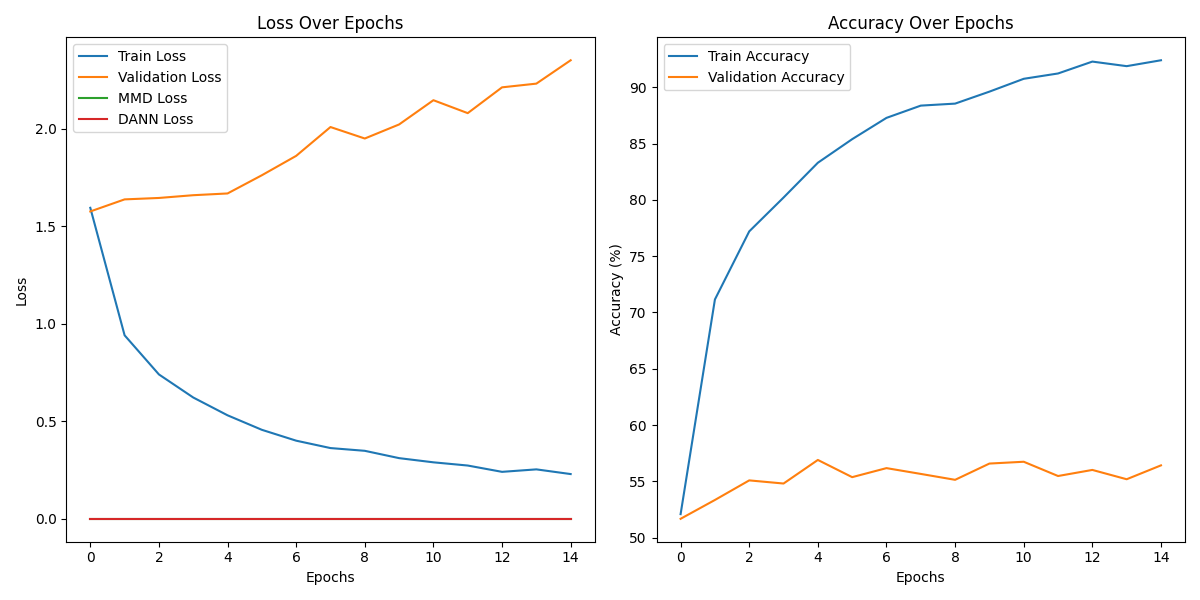 Loss Over Epochs
Train Loss
Validation Loss
MMD Loss
DANN Loss
2.0
1.5
1.0
0.5
0.0
Loss
0 2 4 6 8 10 12 14
Epochs
Accuracy Over Epochs
Train Accuracy
Validation Accuracy
90
85
80
75
70
65
60
55
50
Accuracy (%)
0 2 4 6 8 10 12 14
Epochs